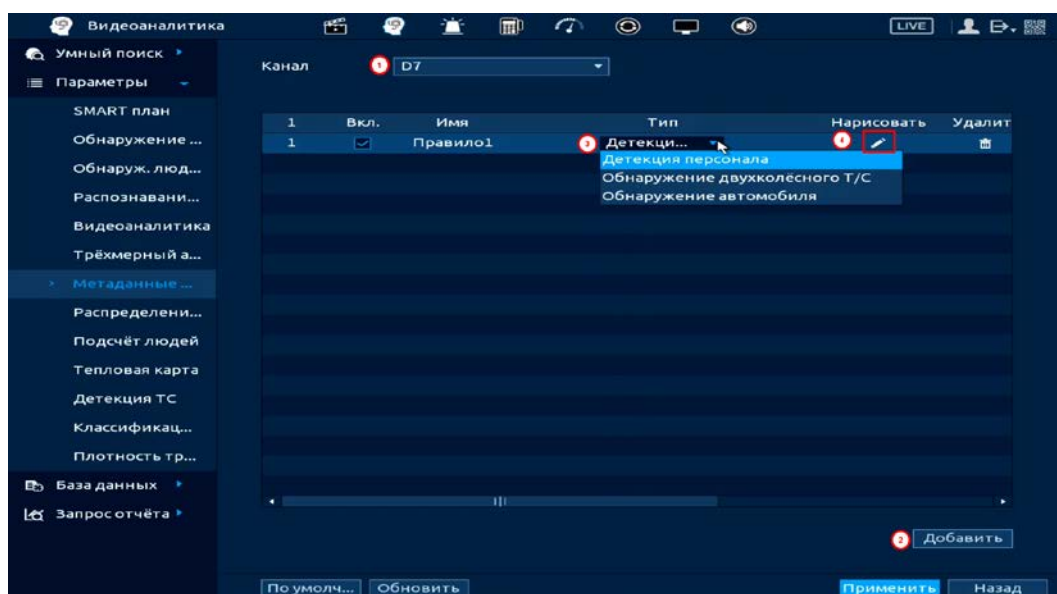 Видеоаналитика
LIVE
Умный поиск
Параметры
SMART план
Обнаружение ...
Обнаруж. люд...
Распознавани...
Видеоаналитика
Трёхмерный а...
Метаданные ...
Распределени...
Подсчёт людей
Тепловая карта
Детекция ТС
Классификац...
Плотность тр...
База данных
Запрос отчёта
Канал 1 D7
1 Вкл. Имя Тип Нарисовать Удалит
1 Правило1 3 Детекци... 4
Детекция персонала
Обнаружение двухколёсного Т/С
Обнаружение автомобиля
2 Добавить
По умолч... Обновить Применить Назад